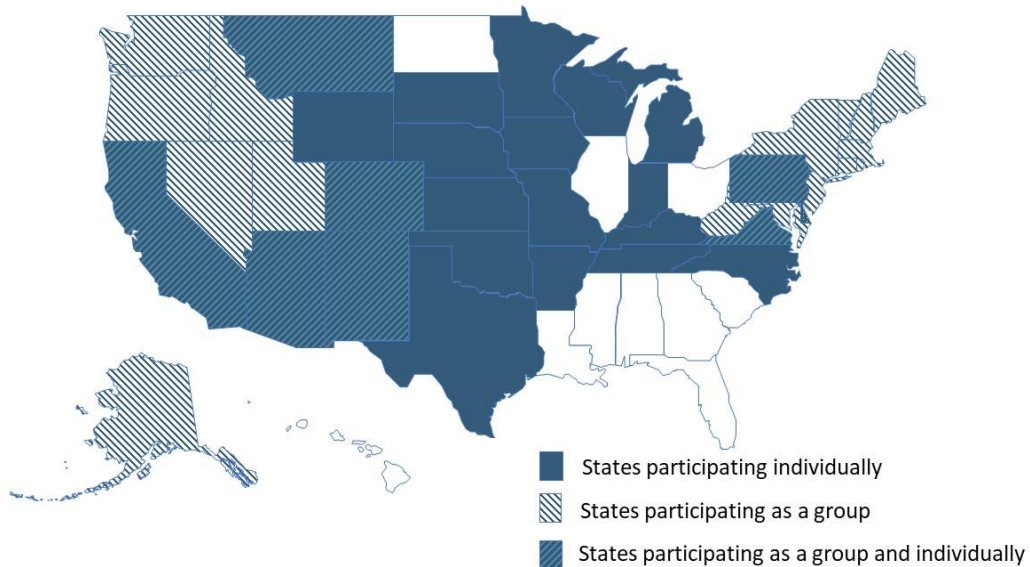 States participating individually
States participating as a group
States participating as a group and individually